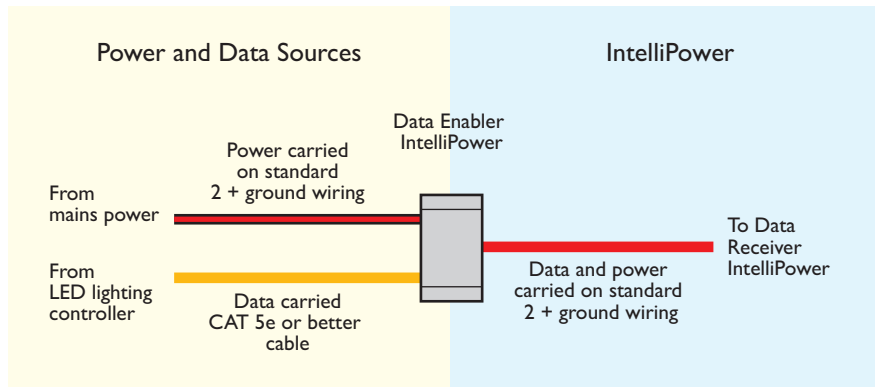 Power and Data Sources
IntelliPower
Data Enabler
IntelliPower
Power carried
on standard
2 + ground wiring
From
mains power
From
LED lighting
controller
Data carried
CAT 5e or better
cable
Data and power
carried on standard
2 + ground wiring
To Data
Receiver
IntelliPower